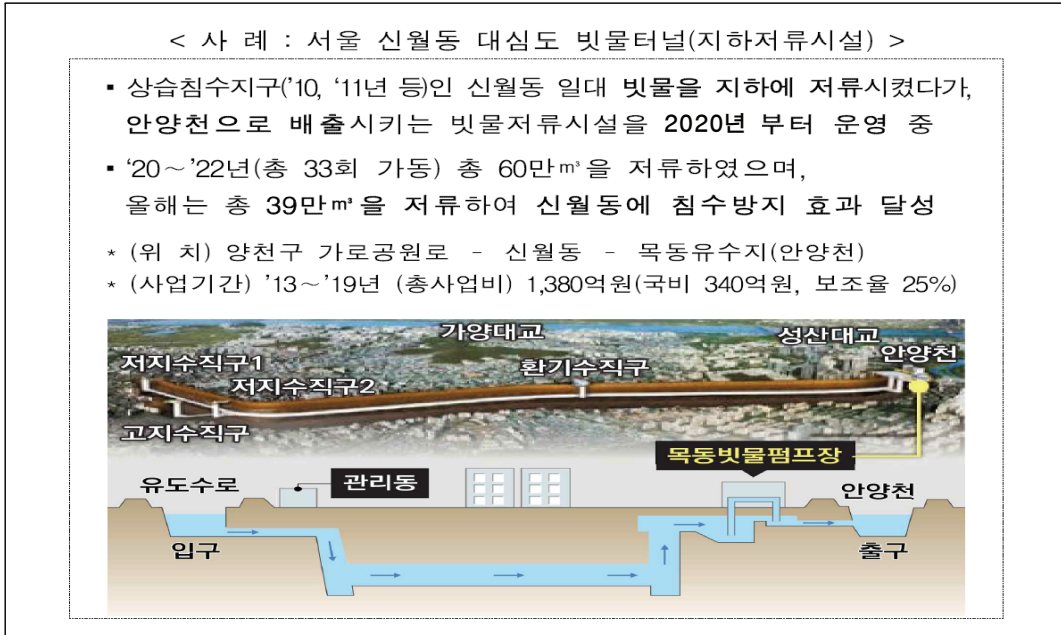 < 사 례 : 서울 신월동 대심도 빗물터널(지하저류시설) >
▪ 상습침수지구('10, '11년 등)인 신월동 일대 빗물을 지하에 저류시켰다가,
안양천으로 배출시키는 빗물저류시설을 2020년 부터 운영 중
▪ '20～'22년(총 33회 가동) 총 60만㎥을 저류하였으며,
올해는 총 39만㎥을 저류하여 신월동에 침수방지 효과 달성
* (위 치) 양천구 가로공원로 - 신월동 - 목동유수지(안양천)
* (사업기간) '13～'19년 (총사업비) 1,380억원(국비 340억원, 보조율 25%)
가양대교
성산대교
안양천
저지수직구1
환기수직구
저지수직구2
고지수직구
목동빗물펌프장
유도수로
관리동
안양천
입구
출구